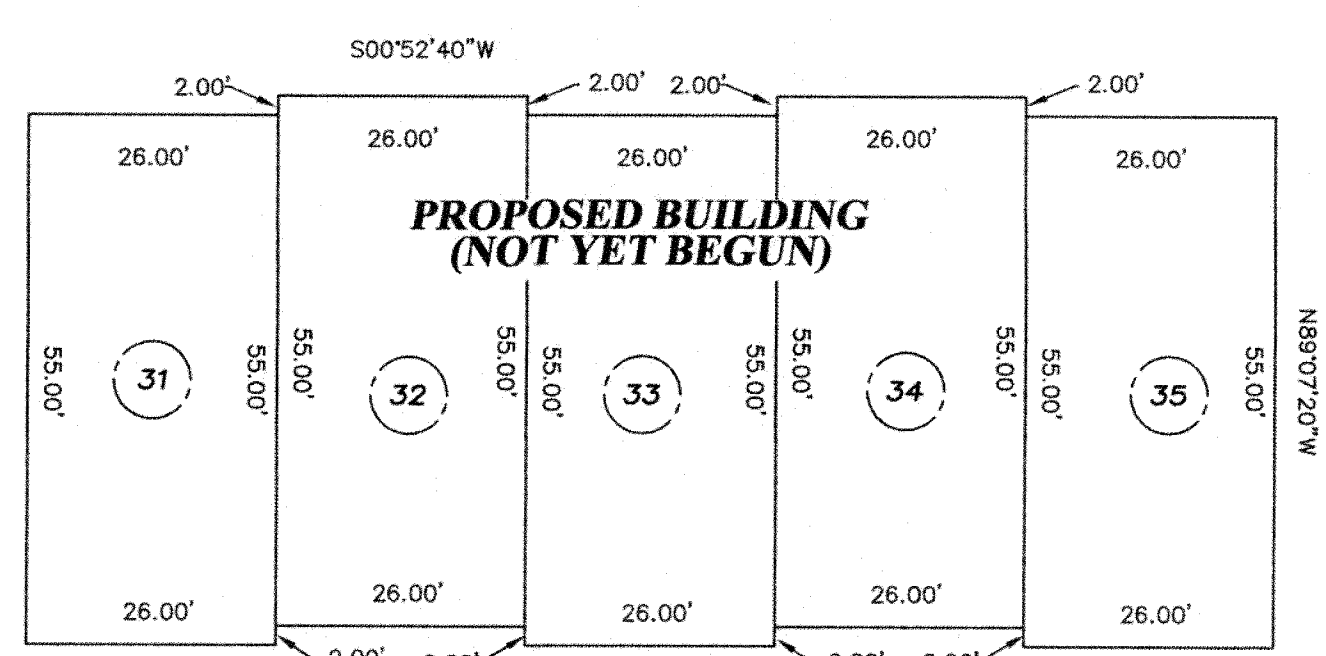 S00°52'40"W
2.00' 2.00' 2.00' 2.00'
26.00' 26.00' 26.00' 26.00' 26.00'
PROPOSED BUILDING
(NOT YET BEGUN)
55.00' 55.00' 55.00' 55.00' 55.00' 55.00' 55.00' 55.00' 55.00' 55.00'
N89°07'20"W
31 32 33 34 35
26.00' 26.00' 26.00' 26.00' 26.00'